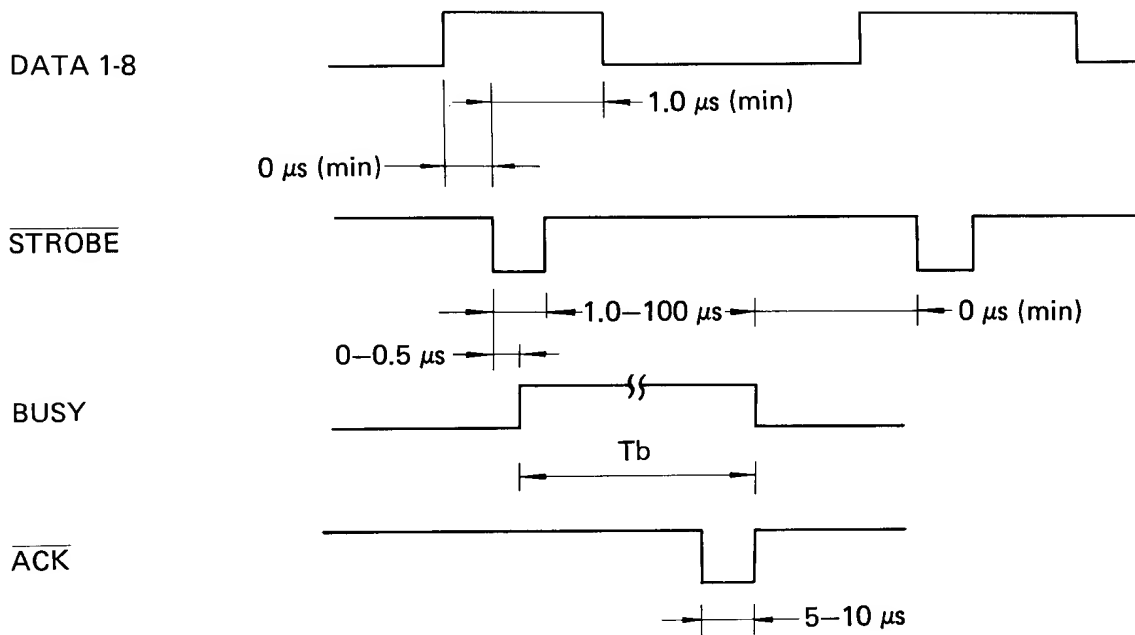 DATA 1-8
1.0 μs (min)
0 μs (min)
STROBE
1.0–100 μs
0 μs (min)
0–0.5 μs
BUSY
Tb
ACK
5–10 μs